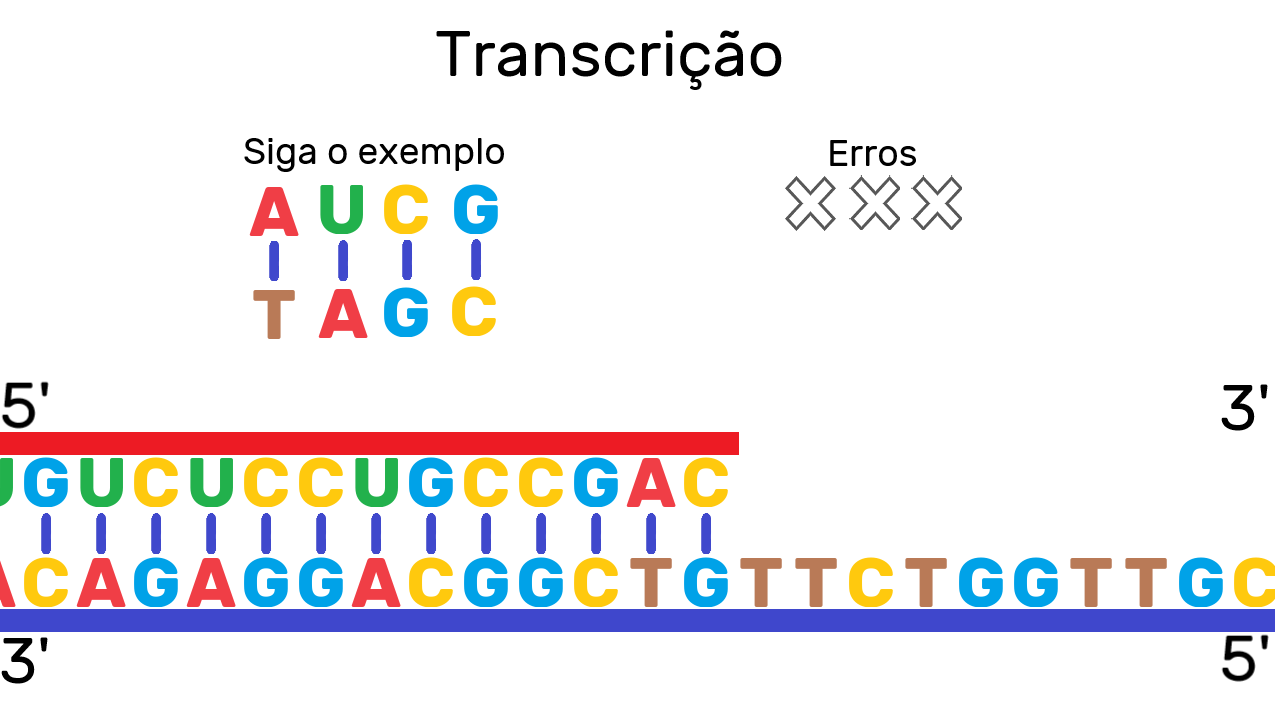 Transcrição
Siga o exemplo
Erros
A U C G
T A G C
5' 3'
U G U C U C C U G C C G A C
A C A G A G G A C G G C T G T T C T G G T T G C
3' 5'